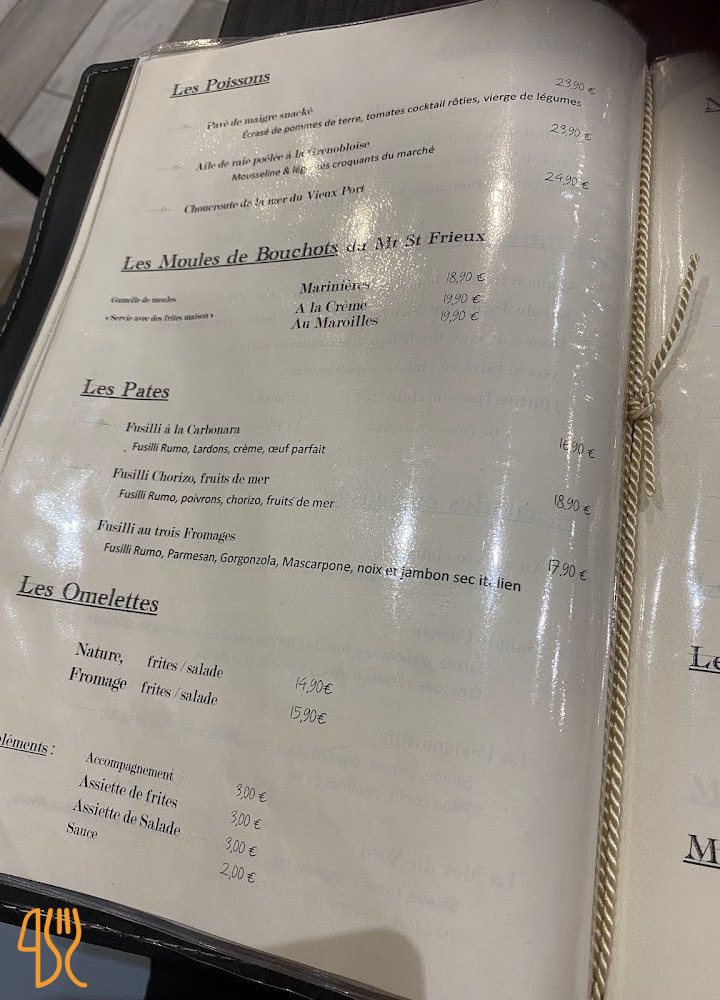 Les Poissons
Pavé de maigre snacké 23,90 €
Écrasé de pommes de terre, tomates cocktail rôties, vierge de légumes
Aile de raie poêlée à la Grenobloise 23,90 €
Mousseline & légumes croquants du marché
Choucroute de la mer du Vieux Port 24,90 €
Les Moules de Bouchots du Mt St Frieux
Marinières 18,90 €
Gamelle de moules
A la Crème 19,90 €
« Servie avec des frites maison »
Au Maroilles 19,90 €
Les Pates
Fusilli à la Carbonara
Fusilli Rumo, Lardons, crème, œuf parfait 16,90 €
Fusilli Chorizo, fruits de mer
Fusilli Rumo, poivrons, chorizo, fruits de mer 18,90 €
Fusilli au trois Fromages
Fusilli Rumo, Parmesan, Gorgonzola, Mascarpone, noix et jambon sec italien 17,90 €
Les Omelettes
Nature, frites / salade 14,90€
Fromage frites / salade 15,90€
léments :
Accompagnement 3,00 €
Assiette de frites 3,00 €
Assiette de Salade 3,00 €
Sauce 2,00 €